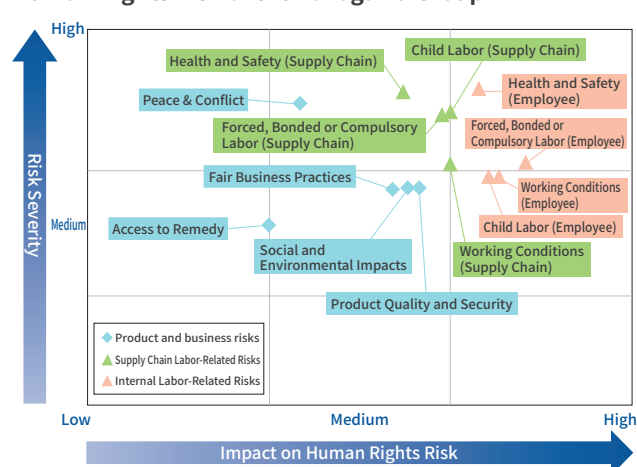 High
Child Labor (Supply Chain)
Health and Safety (Supply Chain)
Health and Safety
(Employee)
Peace & Conflict
Forced, Bonded or Compulsory
Labor (Supply Chain)
Forced, Bonded or
Compulsory Labor (Employee)
Risk Severity
Fair Business Practices
Working Conditions
(Employee)
Medium
Access to Remedy
Child Labor (Employee)
Social and
Environmental Impacts
Working Conditions
(Supply Chain)
Product Quality and Security
Product and business risks
Supply Chain Labor-Related Risks
Internal Labor-Related Risks
Low
Medium
High
Impact on Human Rights Risk